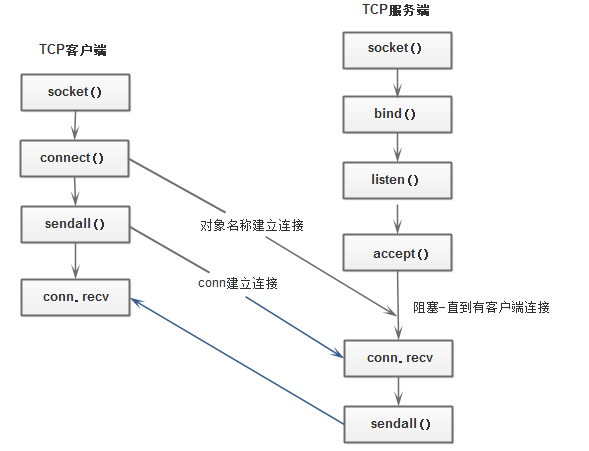 TCP客户端
socket()
connect()
sendall()
conn.recv
TCP服务端
socket()
bind()
listen()
accept()
conn.recv
sendall()
对象名称建立连接
conn建立连接
阻塞-直到有客户端连接